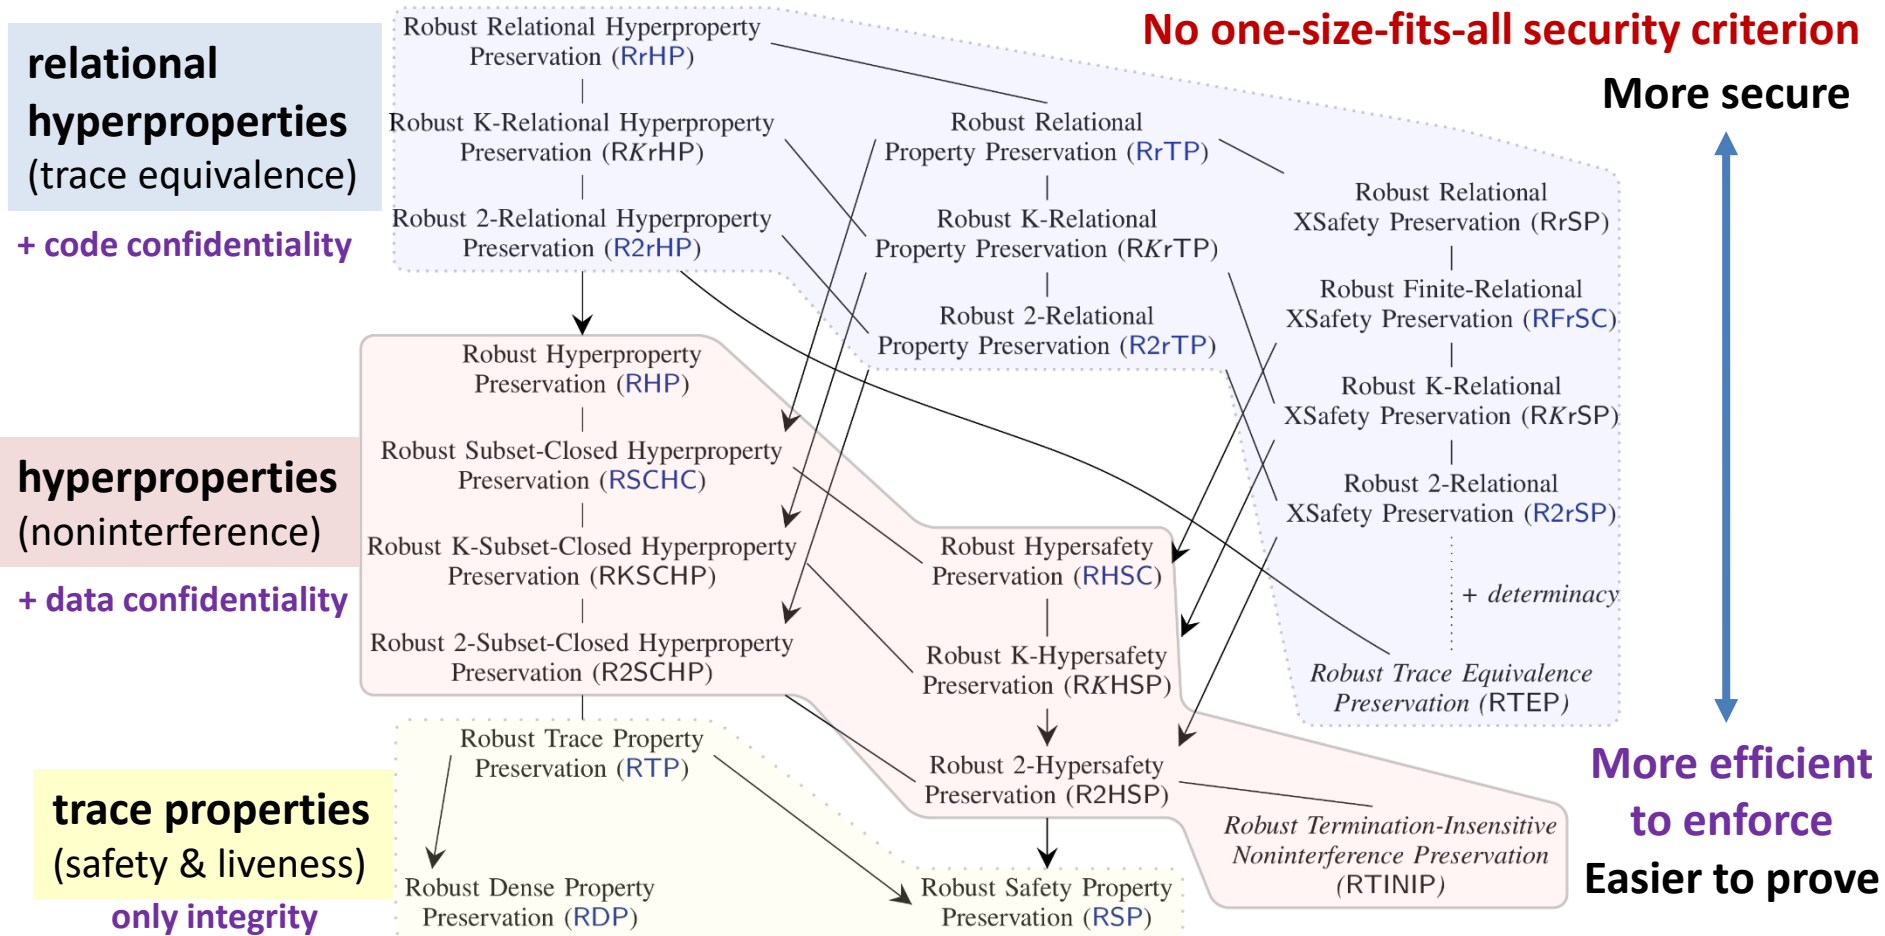 No one-size-fits-all security criterion
More secure
More efficient
to enforce
Easier to prove
relational
hyperproperties
(trace equivalence)
+ code confidentiality
hyperproperties
(noninterference)
+ data confidentiality
trace properties
(safety & liveness)
only integrity
Robust Relational Hyperproperty
Preservation (RrHP)
Robust K-Relational Hyperproperty
Preservation (RKrHP)
Robust 2-Relational Hyperproperty
Preservation (R2rHP)
Robust Relational
Property Preservation (RrTP)
Robust K-Relational
Property Preservation (RKrTP)
Robust 2-Relational
Property Preservation (R2rTP)
Robust Relational
XSafety Preservation (RrSP)
Robust Finite-Relational
XSafety Preservation (RFrSC)
Robust K-Relational
XSafety Preservation (RKrSP)
Robust 2-Relational
XSafety Preservation (R2rSP)
+ determinacy
Robust Trace Equivalence
Preservation (RTEP)
Robust Hyperproperty
Preservation (RHP)
Robust Subset-Closed Hyperproperty
Preservation (RSCHC)
Robust K-Subset-Closed Hyperproperty
Preservation (RKSCHP)
Robust 2-Subset-Closed Hyperproperty
Preservation (R2SCHP)
Robust Hypersafety
Preservation (RHSC)
Robust K-Hypersafety
Preservation (RKHSP)
Robust 2-Hypersafety
Preservation (R2HSP)
Robust Termination-Insensitive
Noninterference Preservation
(RTINIP)
Robust Trace Property
Preservation (RTP)
Robust Dense Property
Preservation (RDP)
Robust Safety Property
Preservation (RSP)